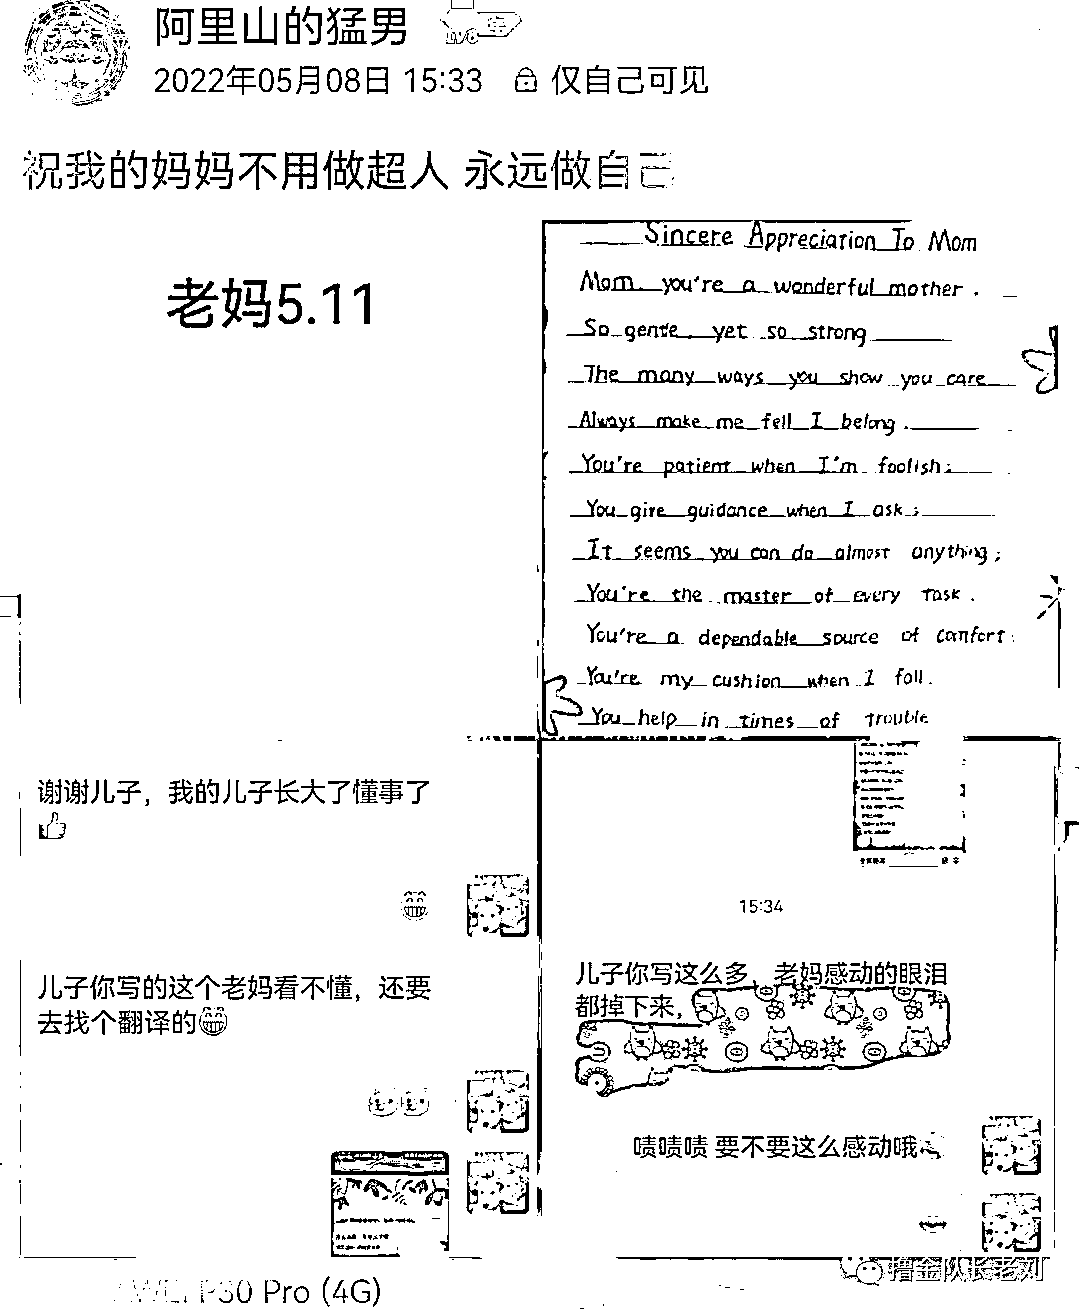 阿里山的猛男
LV6
2022年05月08日 15:33 仅自己可见
祝我的妈妈不用做超人 永远做自己
老妈5.11
Sincere Appreciation To Mom
Mom you're a wonderful mother.
So gentle, yet so strong
The many ways you show you care
Always make me fell I belong.
You're patient when I'm foolish;
You give guidance when I ask;
It seems you can do almost anything;
You're the master of every task.
You're a dependable source of comfort.
You're my cushion when I fall.
You help in times of trouble
谢谢儿子，我的儿子长大了懂事了
儿子你写的这个老妈看不懂，还要
去找个翻译的
15:34
儿子你写这么多，老妈感动的眼泪
都掉下来，
啧啧啧 要不要这么感动哦
撸金队长老刘
P30 Pro (4G)